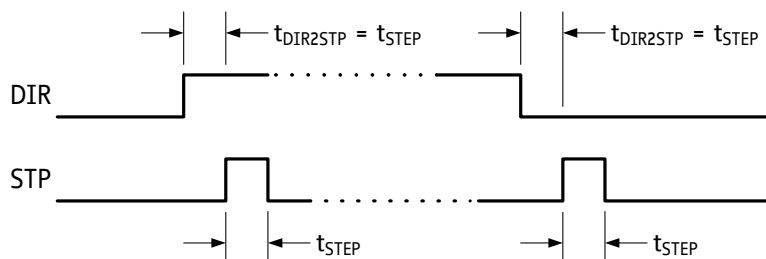 tDIR2STP = tSTEP tDIR2STP = tSTEP
DIR
STP
tSTEP tSTEP